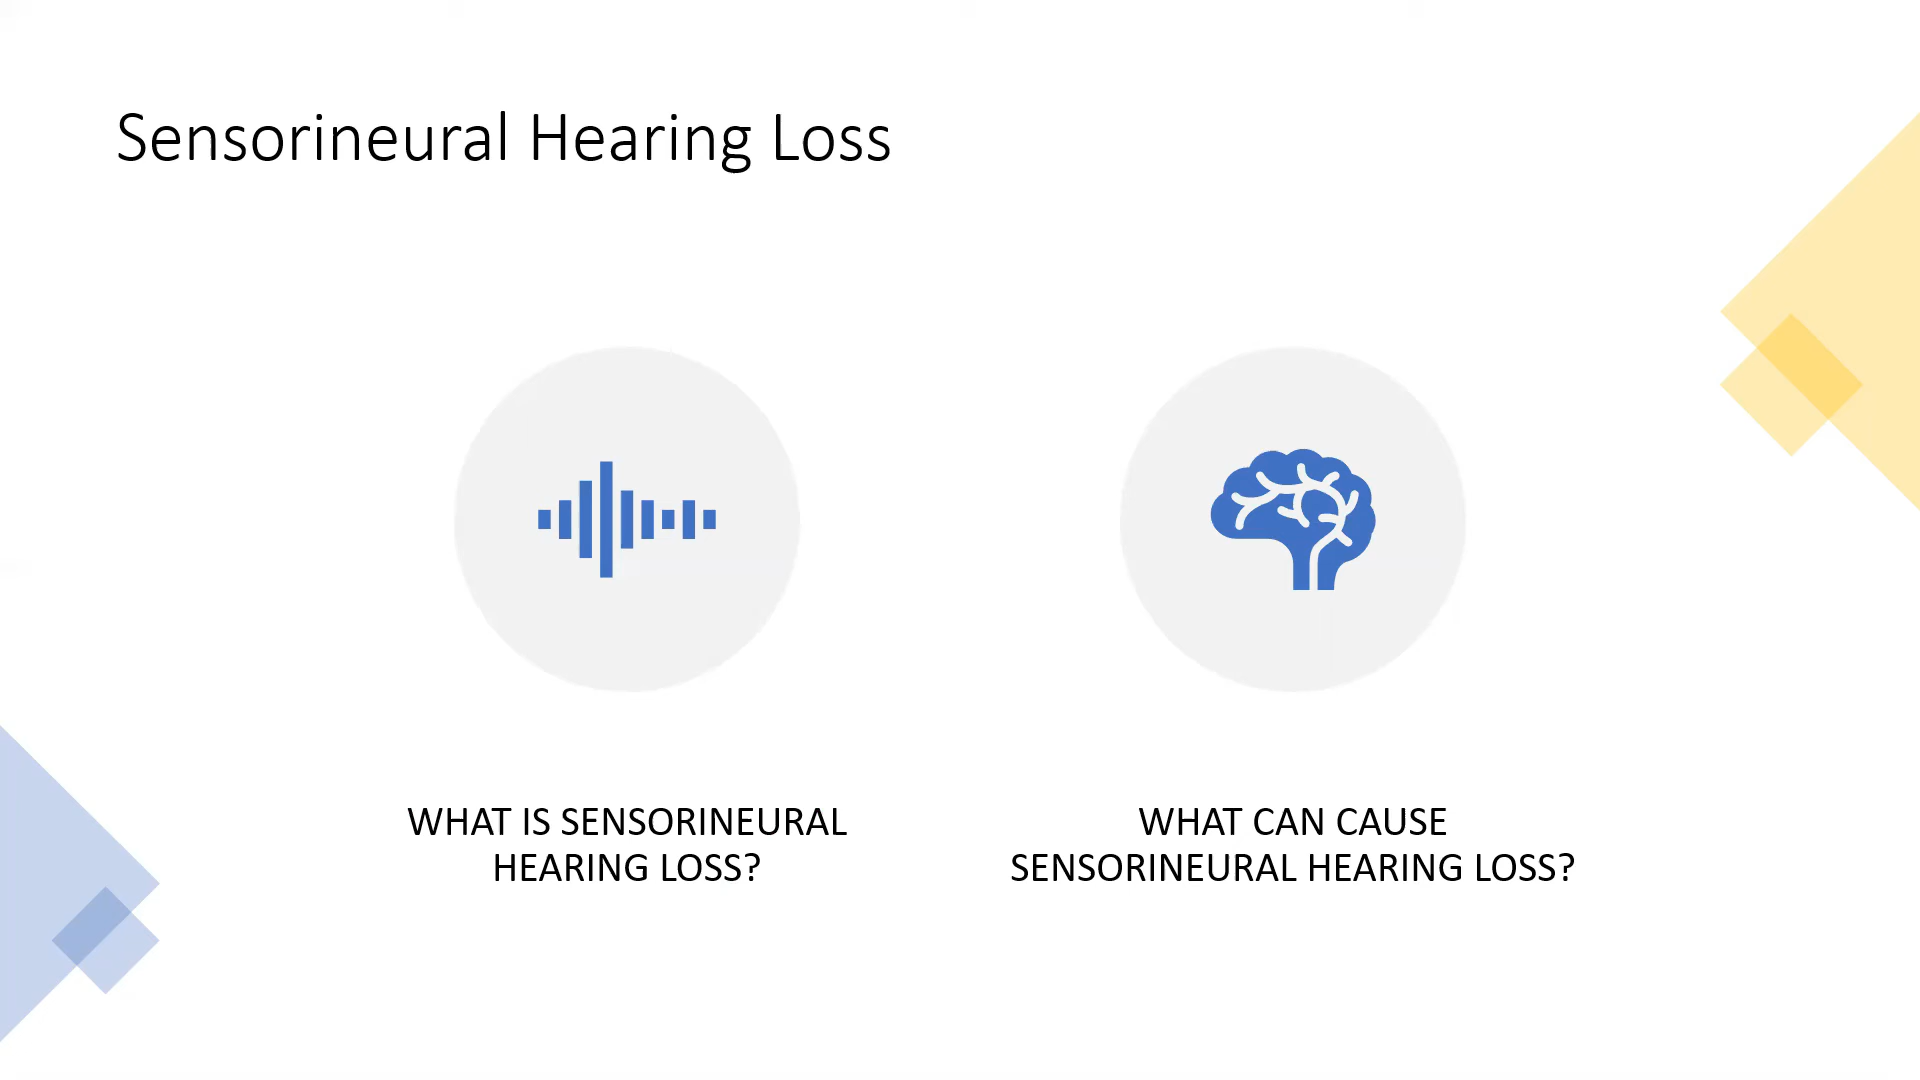 Sensorineural Hearing Loss
WHAT IS SENSORINEURAL
HEARING LOSS?
WHAT CAN CAUSE
SENSORINEURAL HEARING LOSS?